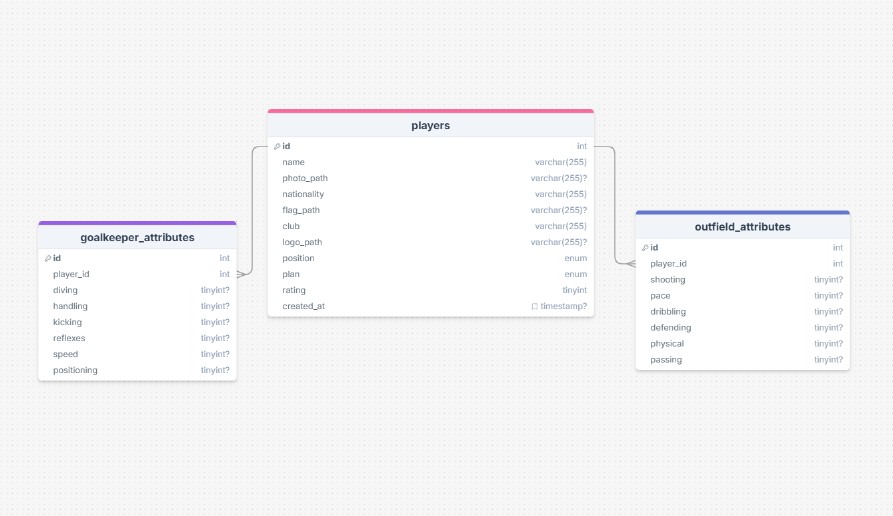 players
id int
name varchar(255)
photo_path varchar(255)?
nationality varchar(255)
flag_path varchar(255)?
club varchar(255)
logo_path varchar(255)?
position enum
plan enum
rating tinyint
created_at timestamp?
goalkeeper_attributes
id int
player_id int
diving tinyint?
handling tinyint?
kicking tinyint?
reflexes tinyint?
speed tinyint?
positioning tinyint?
outfield_attributes
id int
player_id int
shooting tinyint?
pace tinyint?
dribbling tinyint?
defending tinyint?
physical tinyint?
passing tinyint?